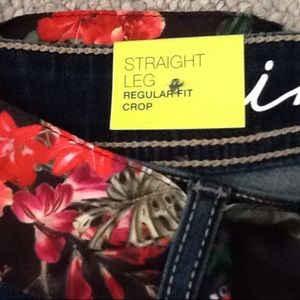 STRAIGHT
LEG
REGULAR FIT
CROP